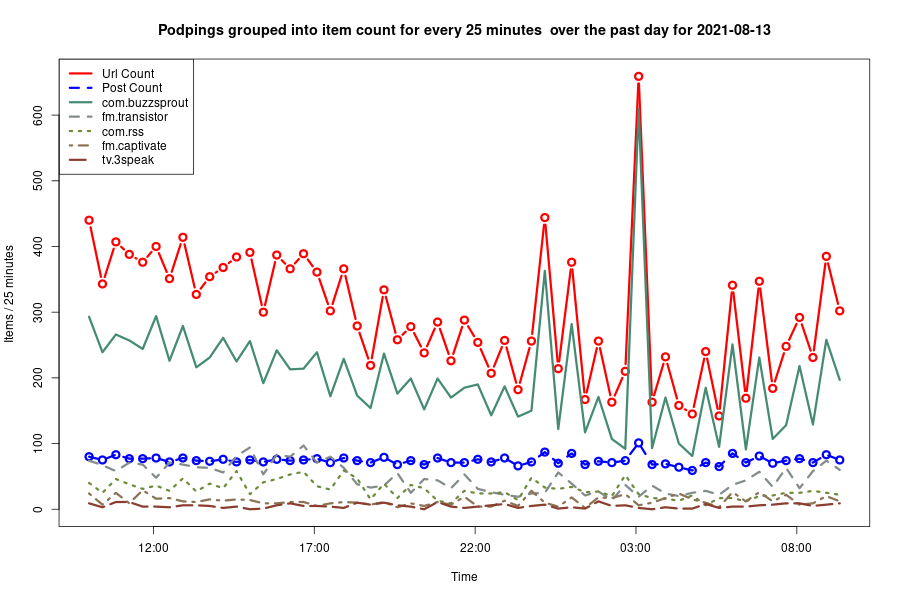 Podpings grouped into item count for every 25 minutes  over the past day for 2021-08-13
Url Count
Post Count
com.buzzsprout
fm.transistor
com.rss
fm.captivate
tv.3speak
Items / 25 minutes
600
500
400
300
200
100
0
12:00
17:00
22:00
03:00
08:00
Time